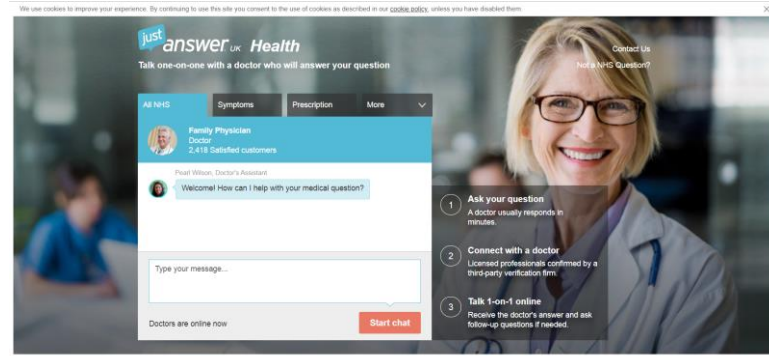 We use cookies to improve your experience. By continuing to use this site you consent to the use of cookies as described in our cookie policy, unless you have disabled them.
just answer UK Health
Talk one-on-one with a doctor who will answer your question
Contact Us
Not a NHS Question?
All NHS Symptoms Prescription More
Family Physician
Doctor
2,418 Satisfied customers
Pearl Wilson, Doctor's Assistant
Welcome! How can I help with your medical question?
Type your message...
Doctors are online now
Start chat
1 Ask your question
A doctor usually responds in
minutes.
2 Connect with a doctor
Licensed professionals confirmed by a
third-party verification firm.
3 Talk 1-on-1 online
Receive the doctor's answer and ask
follow-up questions if needed.